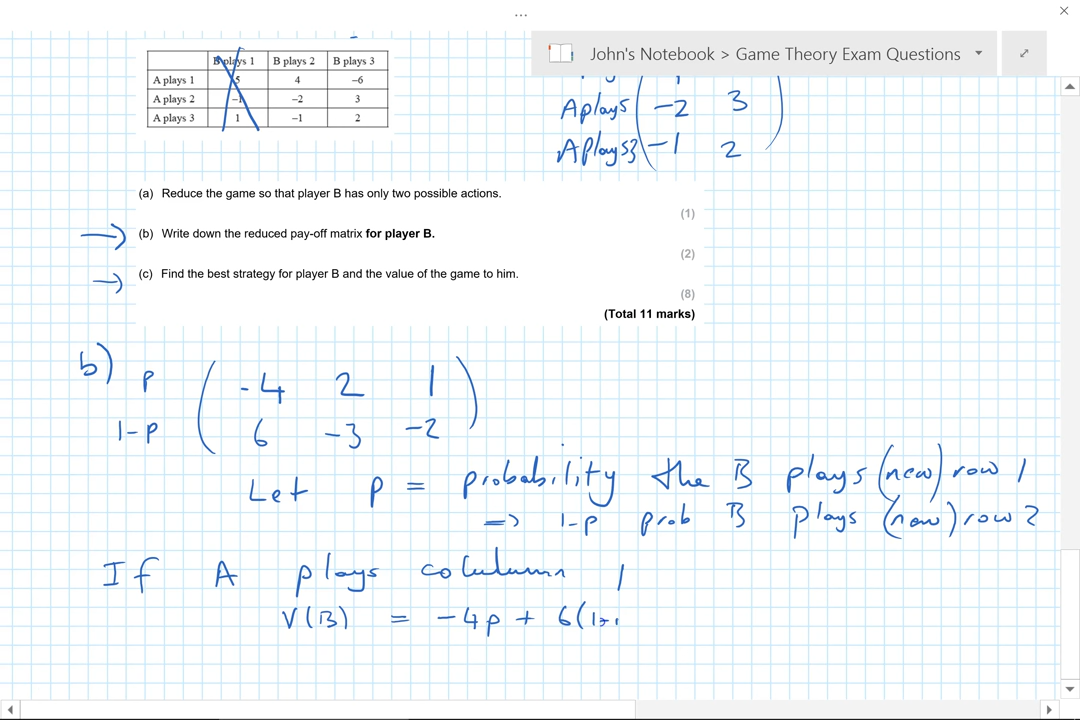 John's Notebook > Game Theory Exam Questions
B plays 1 B plays 2 B plays 3
A plays 1 5 4 −6
A plays 2 −1 −2 3
A plays 3 1 −1 2
A plays −2 3
A Plays 3 −1 2
(a) Reduce the game so that player B has only two possible actions.
(1)
(b) Write down the reduced pay-off matrix for player B.
(2)
(c) Find the best strategy for player B and the value of the game to him.
(8)
(Total 11 marks)
b)
p -4 2 1
1-p 6 -3 -2
Let p = probability the B plays (new) row 1
=> 1-p prob B plays (new) row 2
If A plays column 1
V(B) = -4p + 6(1-